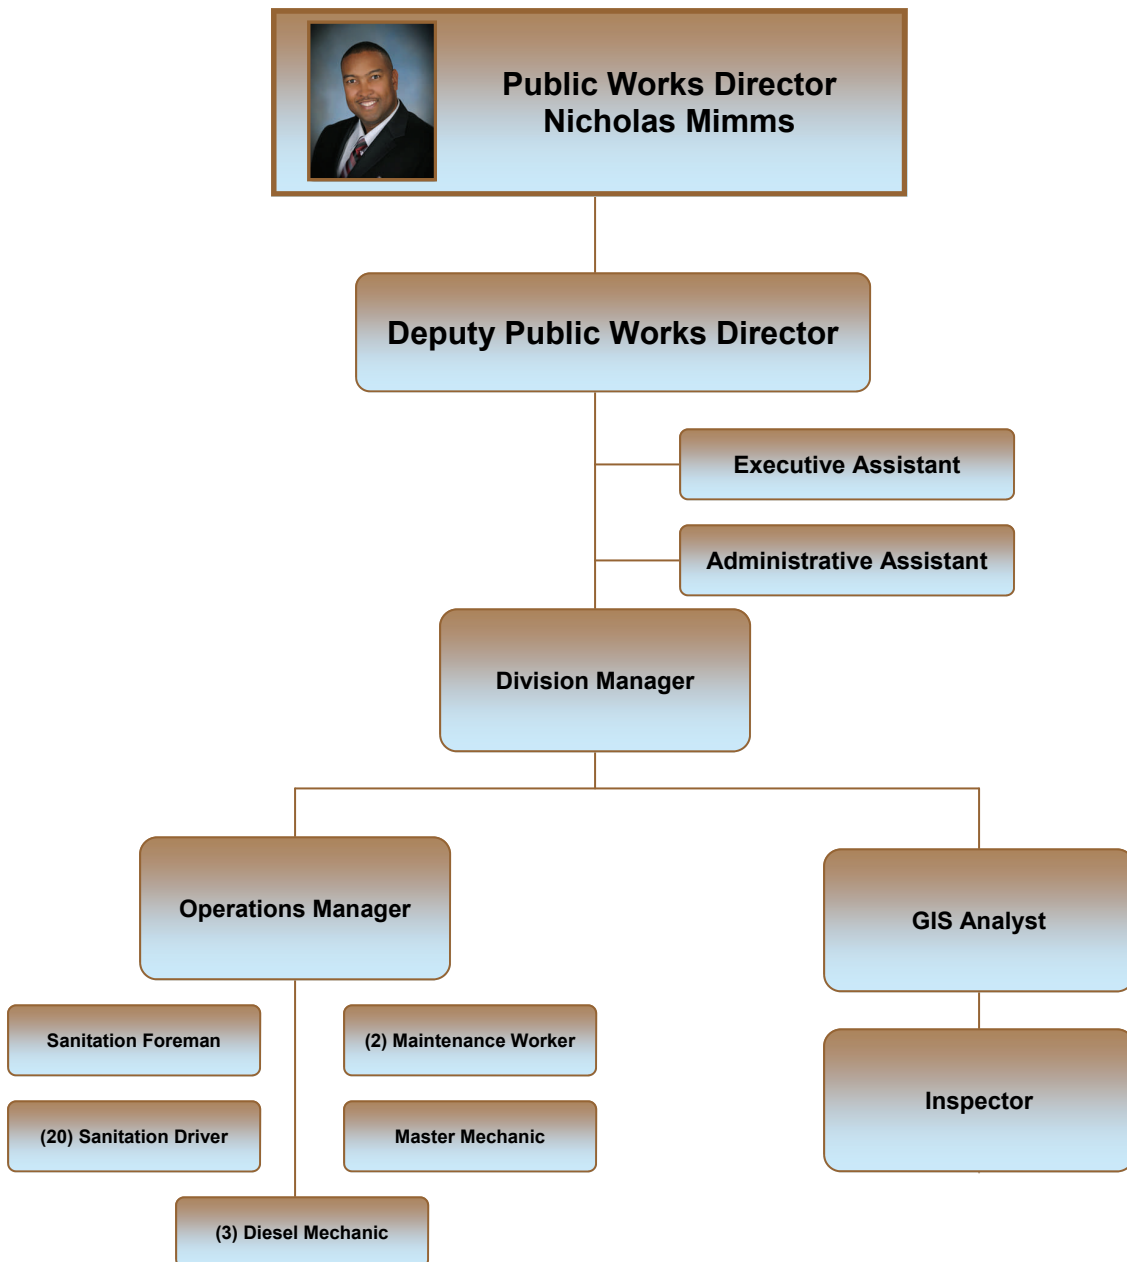 Public Works Director
Nicholas Mimms
Deputy Public Works Director
Executive Assistant
Administrative Assistant
Division Manager
Operations Manager
GIS Analyst
Sanitation Foreman
(2) Maintenance Worker
Inspector
(20) Sanitation Driver
Master Mechanic
(3) Diesel Mechanic